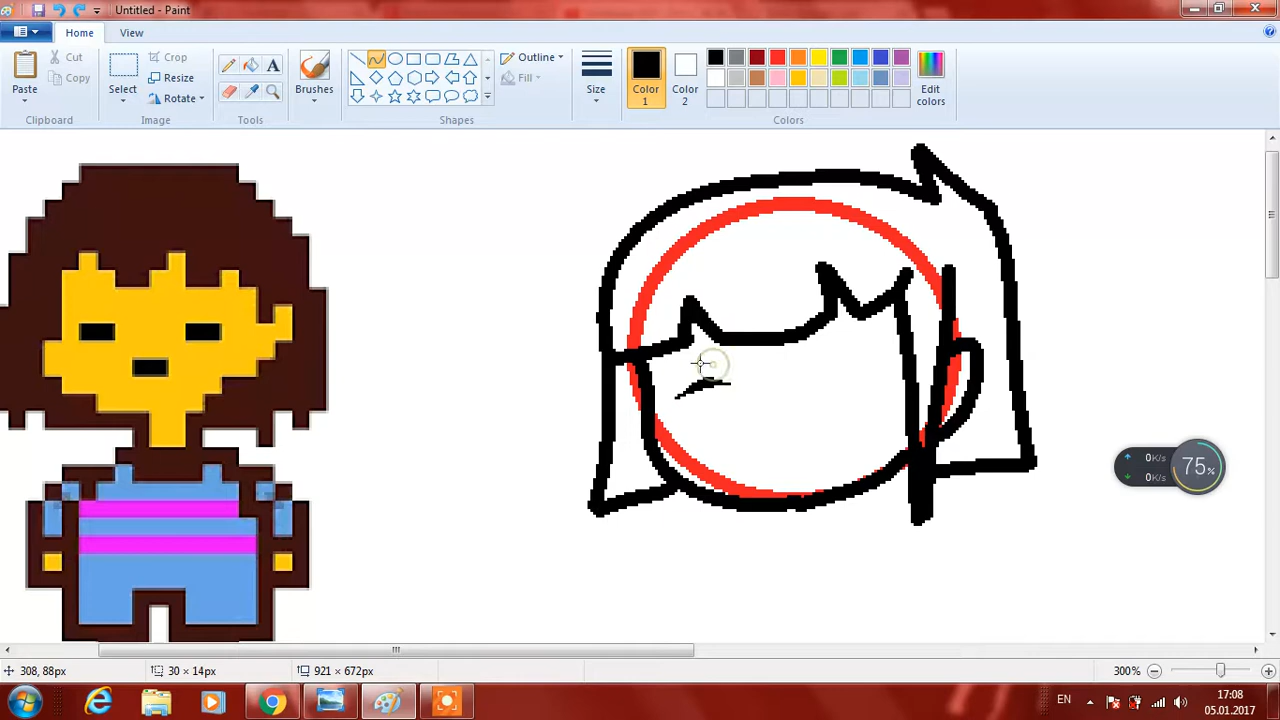 Untitled - Paint
Home View
Paste
Cut
Copy
Clipboard
Select
Crop
Resize
Rotate
Image
Tools
Brushes
Outline
Fill
Shapes
Size
Color 1
Color 2
Edit colors
Colors
0K/s
0K/s
75%
308, 88px
30 × 14px
921 × 672px
300%
EN
17:08
05.01.2017